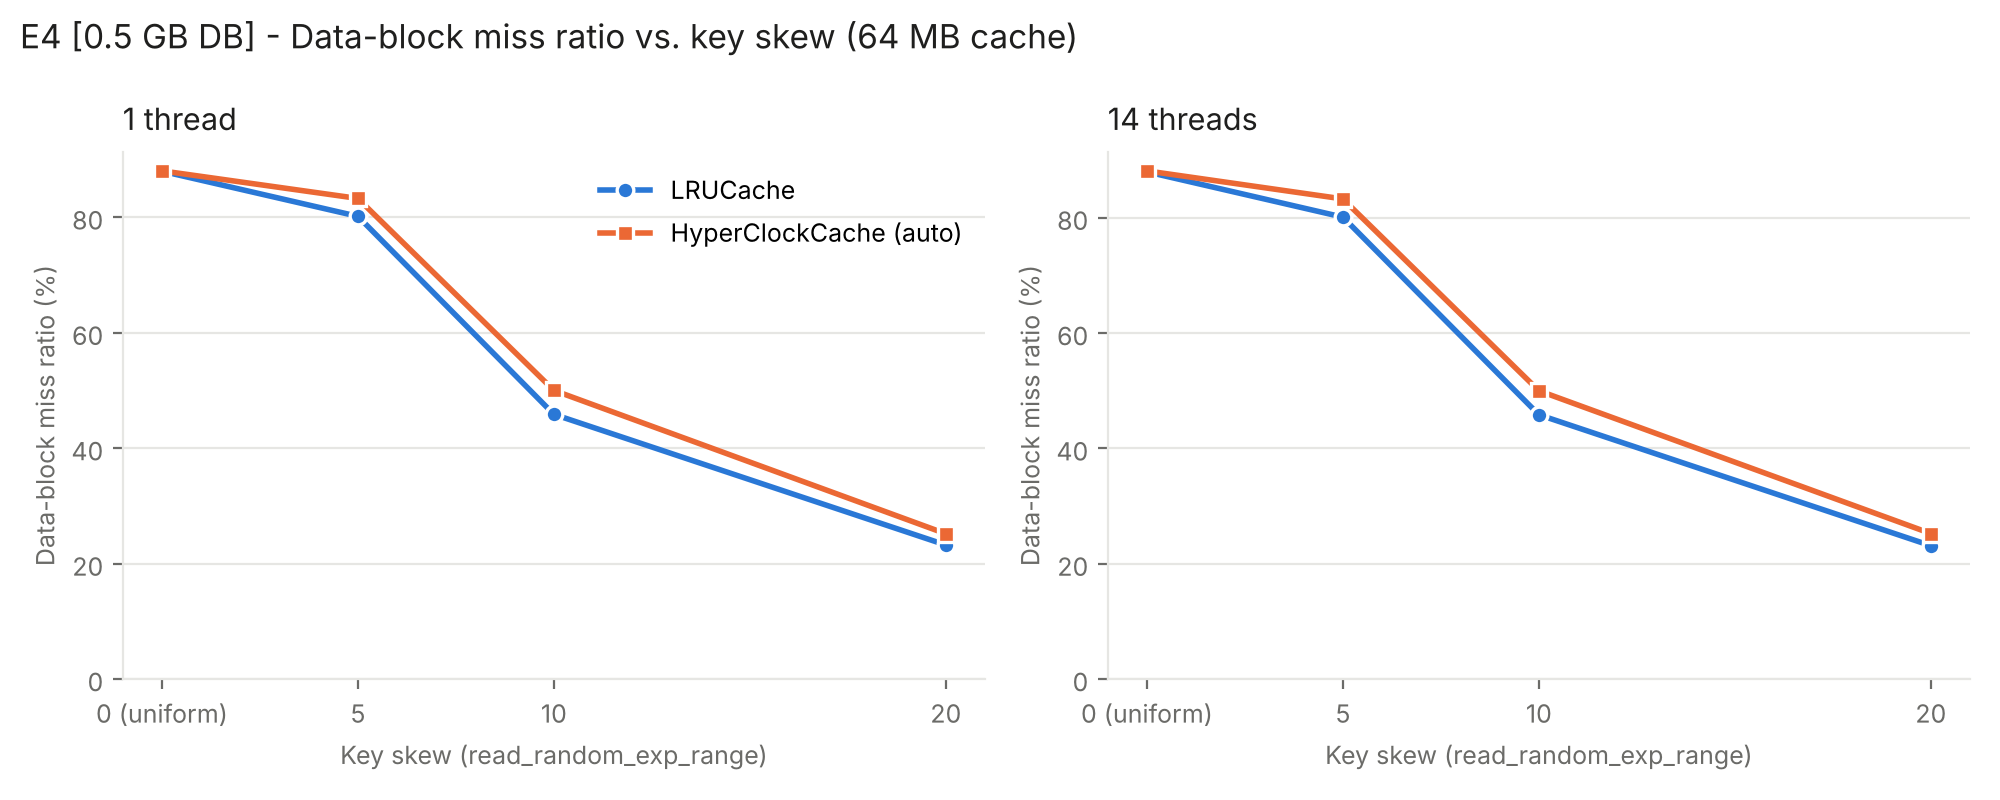 E4 [0.5 GB DB] - Data-block miss ratio vs. key skew (64 MB cache)
1 thread
LRUCache
HyperClockCache (auto)
Data-block miss ratio (%)
80
60
40
20
0
0 (uniform)
5
10
20
Key skew (read_random_exp_range)
14 threads
Data-block miss ratio (%)
80
60
40
20
0
0 (uniform)
5
10
20
Key skew (read_random_exp_range)